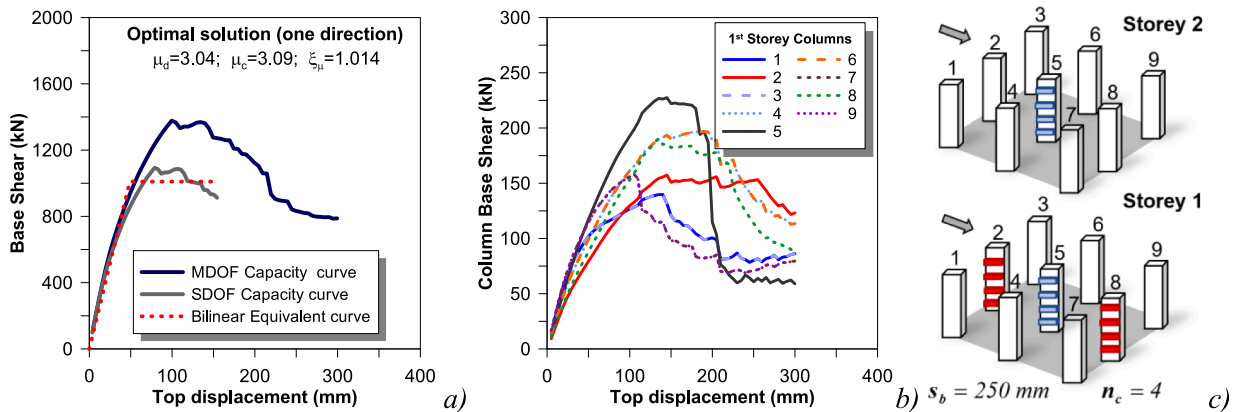 Optimal solution (one direction)
μd=3.04; μc=3.09; ξμ=1.014
Base Shear (kN)
2000
1600
1200
800
400
0
MDOF Capacity curve
SDOF Capacity curve
Bilinear Equivalent curve
0 100 200 300 400
Top displacement (mm)
a)
Column Base Shear (kN)
300
250
200
150
100
50
0
1st Storey Columns
1
2
3
4
5
6
7
8
9
0 100 200 300 400
Top displacement (mm)
b)
Storey 2
1 2 3 4 5 6 7 8 9
Storey 1
1 2 3 4 5 6 7 8 9
sb = 250 mm nc = 4
c)